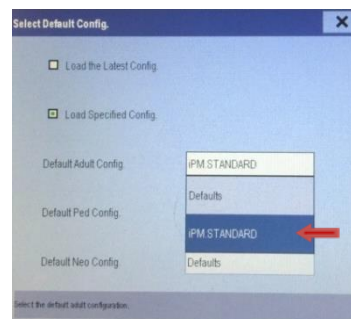 Select Default Config.
Load the Latest Config.
Load Specified Config.
Default Adult Config.
iPM.STANDARD
Defaults
Default Ped Config.
iPM.STANDARD
Default Neo Config.
Defaults
Select the default adult configuration.